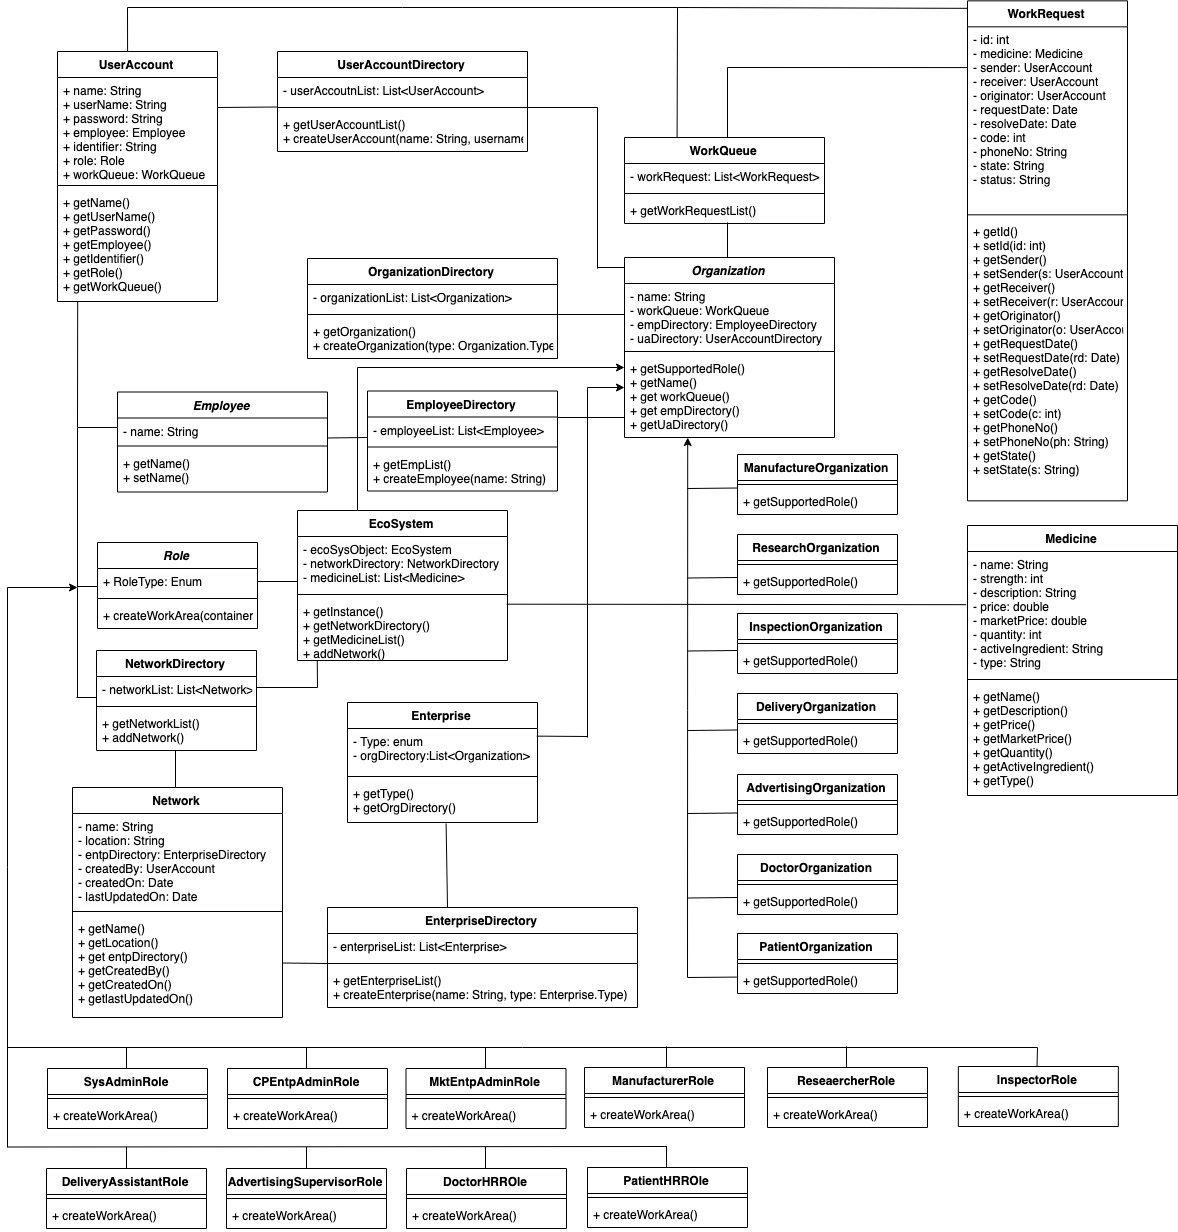 UserAccount
+ name: String
+ userName: String
+ password: String
+ employee: Employee
+ identifier: String
+ role: Role
+ workQueue: WorkQueue
+ getName()
+ getUserName()
+ getPassword()
+ getEmployee()
+ getIdentifier()
+ getRole()
+ getWorkQueue()
UserAccountDirectory
- userAccoutnList: List<UserAccount>
+ getUserAccountList()
+ createUserAccount(name: String, username
WorkQueue
- workRequest: List<WorkRequest>
+ getWorkRequestList()
WorkRequest
- id: int
- medicine: Medicine
- sender: UserAccount
- receiver: UserAccount
- originator: UserAccount
- requestDate: Date
- resolveDate: Date
- code: int
- phoneNo: String
- state: String
- status: String
+ getId()
+ setId(id: int)
+ getSender()
+ setSender(s: UserAccount
+ getReceiver()
+ setReceiver(r: UserAccour
+ getOriginator()
+ setOriginator(o: UserAccou
+ getRequestDate()
+ setRequestDate(rd: Date)
+ getResolveDate()
+ setResolveDate(rd: Date)
+ getCode()
+ setCode(c: int)
+ getPhoneNo()
+ setPhoneNo(ph: String)
+ getState()
+ setState(s: String)
OrganizationDirectory
- organizationList: List<Organization>
+ getOrganization()
+ createOrganization(type: Organization.Type
Organization
- name: String
- workQueue: WorkQueue
- empDirectory: EmployeeDirectory
- uaDirectory: UserAccountDirectory
+ getSupportedRole()
+ getName()
+ get workQueue()
+ get empDirectory()
+ getUaDirectory()
Employee
- name: String
+ getName()
+ setName()
EmployeeDirectory
- employeeList: List<Employee>
+ getEmpList()
+ createEmployee(name: String)
EcoSystem
- ecoSysObject: EcoSystem
- networkDirectory: NetworkDirectory
- medicineList: List<Medicine>
+ getInstance()
+ getNetworkDirectory()
+ getMedicineList()
+ addNetwork()
Role
+ RoleType: Enum
+ createWorkArea(container
NetworkDirectory
- networkList: List<Network>
+ getNetworkList()
+ addNetwork()
Enterprise
- Type: enum
- orgDirectory:List<Organization>
+ getType()
+ getOrgDirectory()
Network
- name: String
- location: String
- entpDirectory: EnterpriseDirectory
- createdBy: UserAccount
- createdOn: Date
- lastUpdatedOn: Date
+ getName()
+ getLocation()
+ get entpDirectory()
+ getCreatedBy()
+ getCreatedOn()
+ getlastUpdatedOn()
EnterpriseDirectory
- enterpriseList: List<Enterprise>
+ getEnterpriseList()
+ createEnterprise(name: String, type: Enterprise.Type)
ManufactureOrganization
+ getSupportedRole()
ResearchOrganization
+ getSupportedRole()
InspectionOrganization
+ getSupportedRole()
DeliveryOrganization
+ getSupportedRole()
AdvertisingOrganization
+ getSupportedRole()
DoctorOrganization
+ getSupportedRole()
PatientOrganization
+ getSupportedRole()
Medicine
- name: String
- strength: int
- description: String
- price: double
- marketPrice: double
- quantity: int
- activeIngredient: String
- type: String
+ getName()
+ getDescription()
+ getPrice()
+ getMarketPrice()
+ getQuantity()
+ getActiveIngredient()
+ getType()
SysAdminRole
+ createWorkArea()
CPEntpAdminRole
+ createWorkArea()
MktEntpAdminRole
+ createWorkArea()
ManufacturerRole
+ createWorkArea()
ReseaercherRole
+ createWorkArea()
InspectorRole
+ createWorkArea()
DeliveryAssistantRole
+ createWorkArea()
AdvertisingSupervisorRole
+ createWorkArea()
DoctorHRROle
+ createWorkArea()
PatientHRROle
+ createWorkArea()